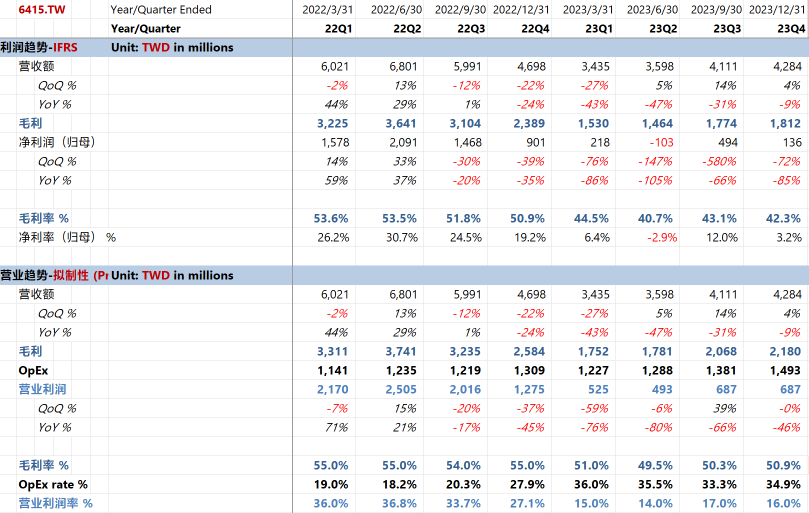 6415.TW Year/Quarter Ended 2022/3/31 2022/6/30 2022/9/30 2022/12/31 2023/3/31 2023/6/30 2023/9/30 2023/12/31
Year/Quarter 22Q1 22Q2 22Q3 22Q4 23Q1 23Q2 23Q3 23Q4
利润趋势-IFRS Unit: TWD in millions
营收额 6,021 6,801 5,991 4,698 3,435 3,598 4,111 4,284
QoQ % -2% 13% -12% -22% -27% 5% 14% 4%
YoY % 44% 29% 1% -24% -43% -47% -31% -9%
毛利 3,225 3,641 3,104 2,389 1,530 1,464 1,774 1,812
净利润（归母） 1,578 2,091 1,468 901 218 -103 494 136
QoQ % 14% 33% -30% -39% -76% -147% -580% -72%
YoY % 59% 37% -20% -35% -86% -105% -66% -85%
毛利率 % 53.6% 53.5% 51.8% 50.9% 44.5% 40.7% 43.1% 42.3%
净利率（归母） % 26.2% 30.7% 24.5% 19.2% 6.4% -2.9% 12.0% 3.2%
营业趋势-拟制性 (Pr Unit: TWD in millions
营收额 6,021 6,801 5,991 4,698 3,435 3,598 4,111 4,284
QoQ % -2% 13% -12% -22% -27% 5% 14% 4%
YoY % 44% 29% 1% -24% -43% -47% -31% -9%
毛利 3,311 3,741 3,235 2,584 1,752 1,781 2,068 2,180
OpEx 1,141 1,235 1,219 1,309 1,227 1,288 1,381 1,493
营业利润 2,170 2,505 2,016 1,275 525 493 687 687
QoQ % -7% 15% -20% -37% -59% -6% 39% -0%
YoY % 71% 21% -17% -45% -76% -80% -66% -46%
毛利率 % 55.0% 55.0% 54.0% 55.0% 51.0% 49.5% 50.3% 50.9%
OpEx rate % 19.0% 18.2% 20.3% 27.9% 36.0% 35.5% 33.3% 34.9%
营业利润率 % 36.0% 36.8% 33.7% 27.1% 15.0% 14.0% 17.0% 16.0%